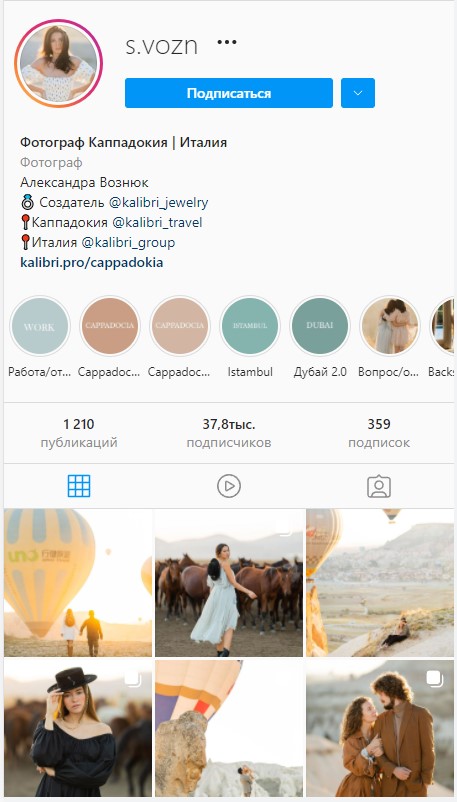 s.vozn
Подписаться
Фотограф Каппадокия | Италия
Фотограф
Александра Вознюк
Создатель @kalibri_jewelry
Каппадокия @kalibri_travel
Италия @kalibri_group
kalibri.pro/cappadokia
WORK
CAPPADOCIA
CAPPADOCIA
ISTAMBUL
DUBAI
Работа/от...
Cappadoc...
Cappadoc...
Istambul
Дубай 2.0
Вопрос/о...
Backs
1 210
37,8тыс.
359
публикаций
подписчиков
подписок
uno